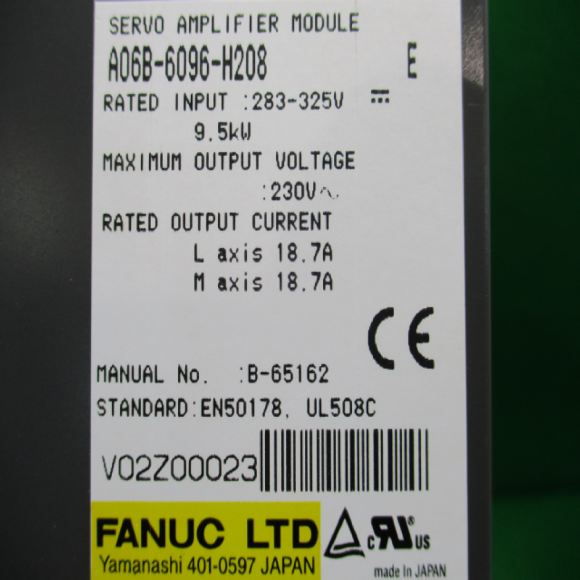 SERVO AMPLIFIER MODULE
A06B-6096-H208 E
RATED INPUT :283-325V ⎓
9.5kW
MAXIMUM OUTPUT VOLTAGE
:230V~
RATED OUTPUT CURRENT
L axis 18.7A
M axis 18.7A
CE
MANUAL No. :B-65162
STANDARD:EN50178, UL508C
V02Z00023
FANUC LTD
Yamanashi 401-0597 JAPAN
c RU US
made in JAPAN